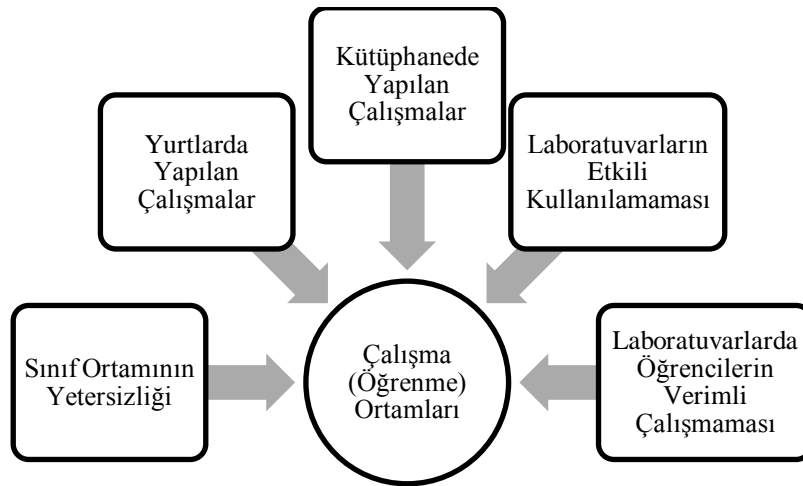 Kütüphanede
Yapılan
Çalışmalar
Yurtlarda
Yapılan
Çalışmalar
Laboratuvarların
Etkili
Kullanılamaması
Sınıf Ortamının
Yetersizliği
Çalışma
(Öğrenme)
Ortamları
Laboratuvarlarda
Öğrencilerin
Verimli
Çalışmaması